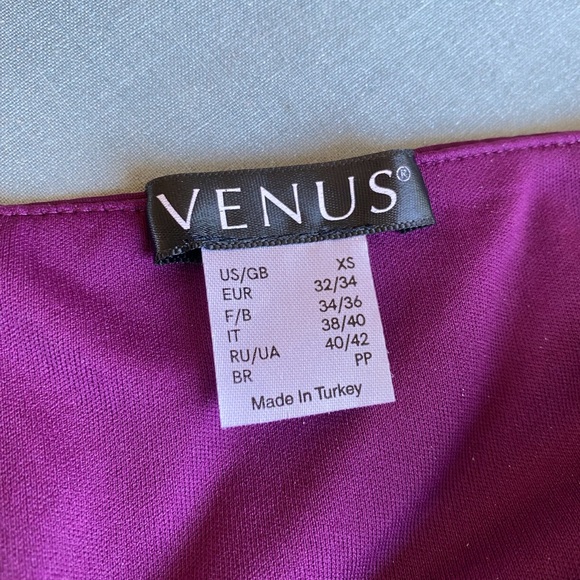 VENUS®
US/GB XS
EUR 32/34
F/B 34/36
IT 38/40
RU/UA 40/42
BR PP
Made In Turkey